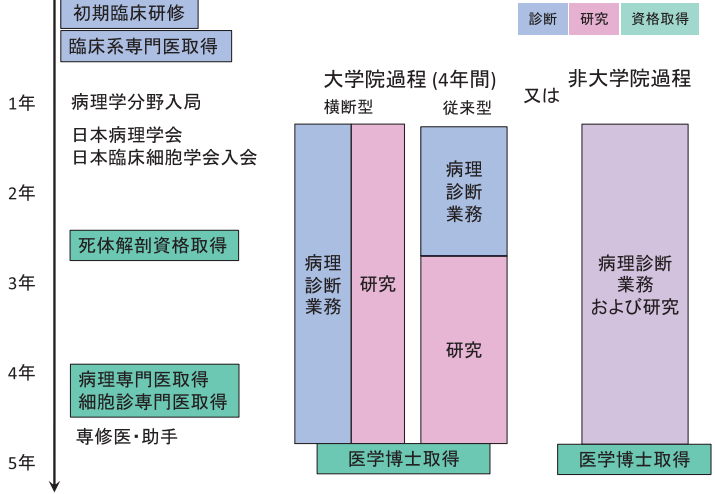 初期臨床研修
臨床系専門医取得
診断 研究 資格取得
大学院過程 (4年間)
又は
非大学院過程
横断型
従来型
1年
病理学分野入局
日本病理学会
日本臨床細胞学会入会
2年
死体解剖資格取得
3年
4年
病理専門医取得
細胞診専門医取得
専修医・助手
5年
病理
診断
業務
研究
病理
診断
業務
研究
病理診断
業務
および研究
医学博士取得
医学博士取得